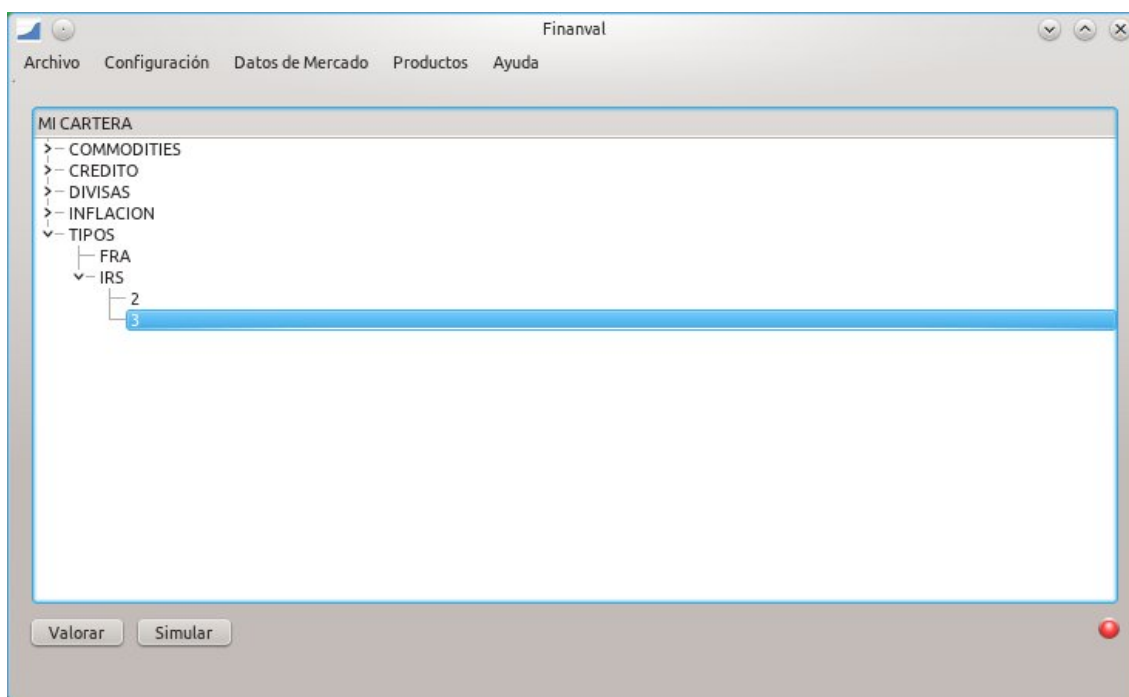 Finanval
Archivo Configuración Datos de Mercado Productos Ayuda
MI CARTERA
COMMODITIES
CREDITO
DIVISAS
INFLACION
TIPOS
FRA
IRS
2
3
Valorar Simular